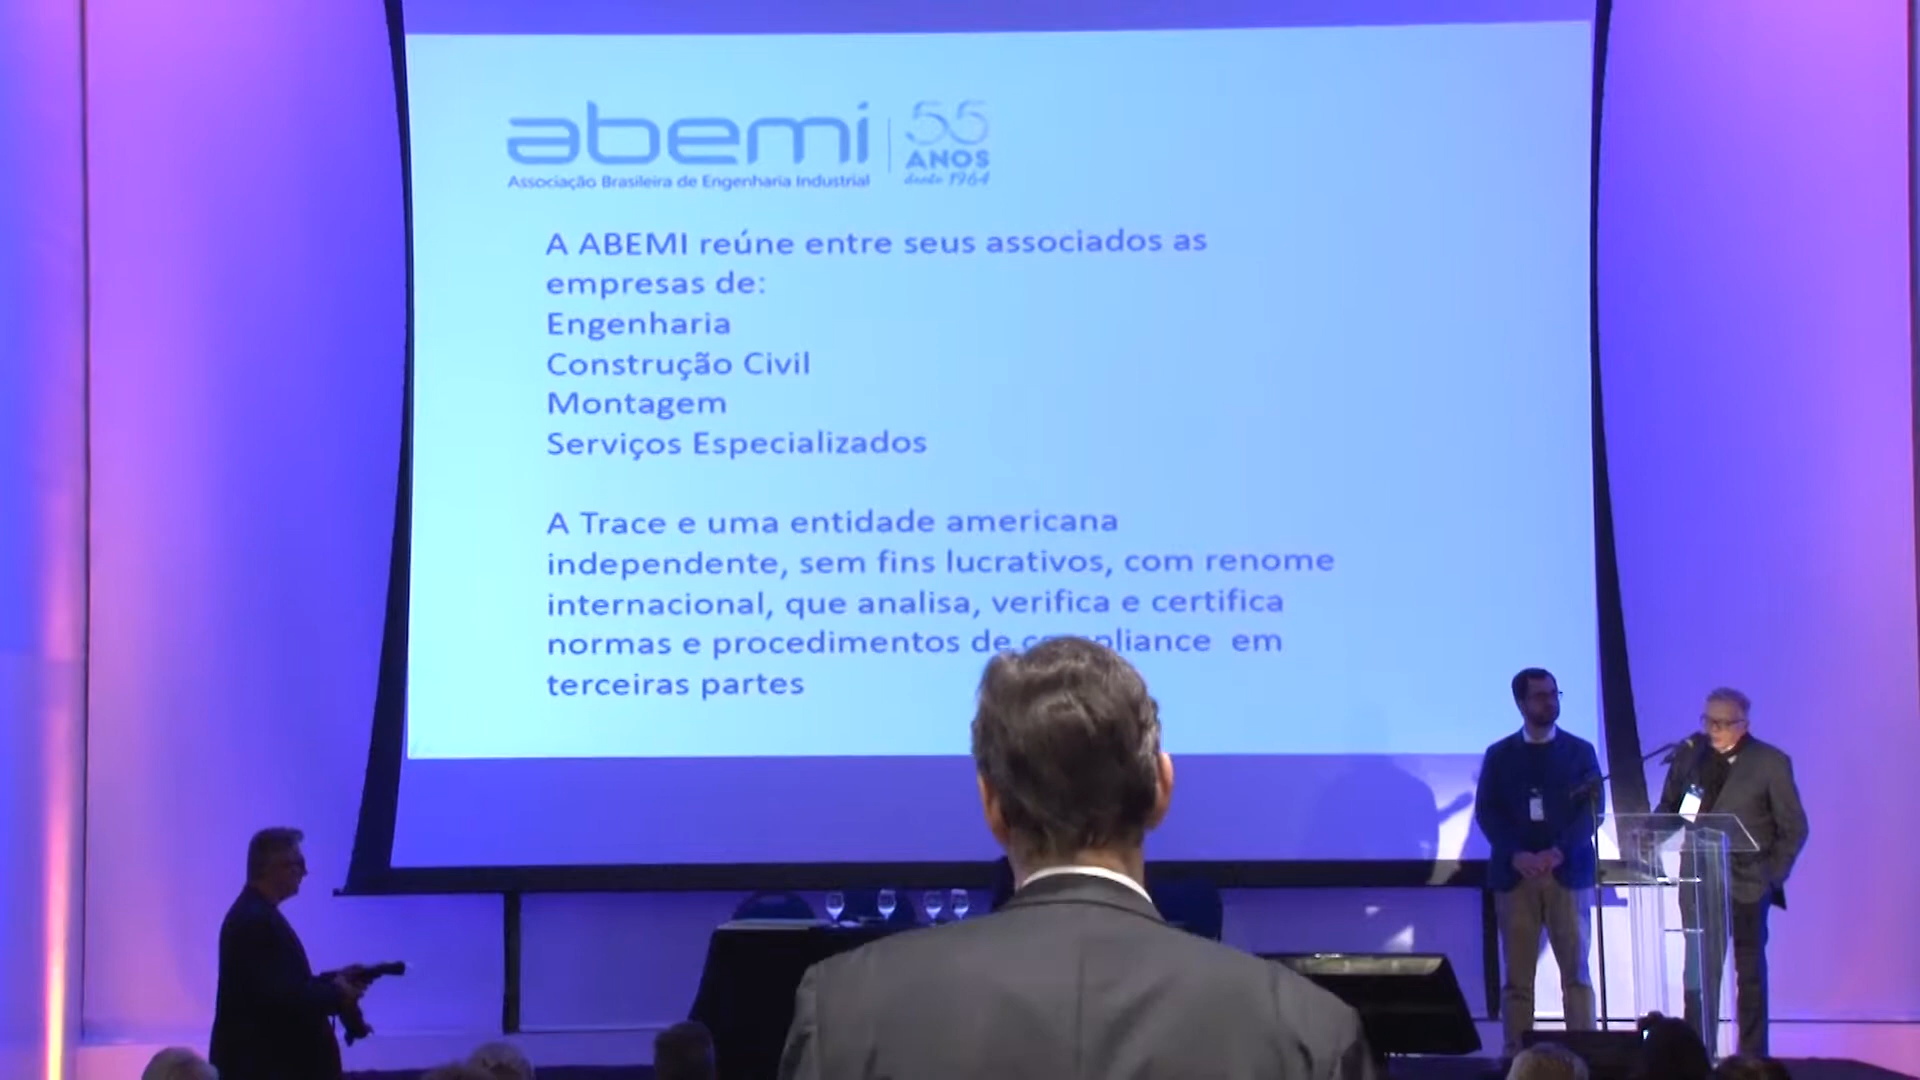 abemi
55
ANOS
desde 1964
Associação Brasileira de Engenharia Industrial
A ABEMI reúne entre seus associados as
empresas de:
Engenharia
Construção Civil
Montagem
Serviços Especializados
A Trace e uma entidade americana
independente, sem fins lucrativos, com renome
internacional, que analisa, verifica e certifica
normas e procedimentos de compliance em
terceiras partes